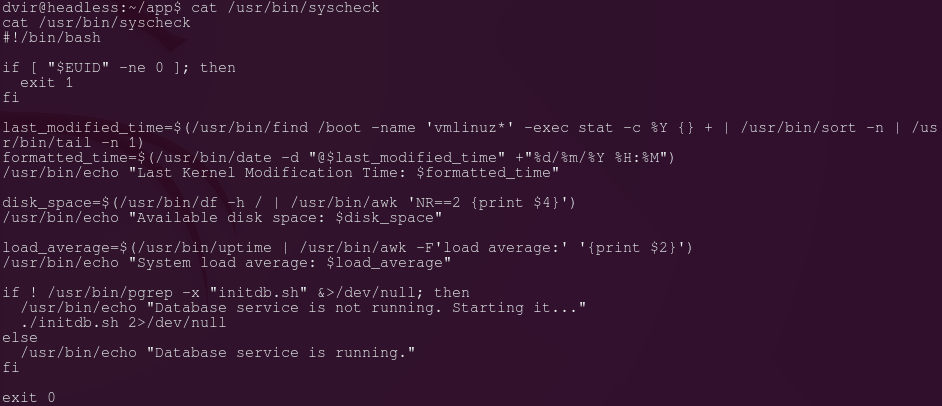 dvir@headless:~/app$ cat /usr/bin/syscheck
cat /usr/bin/syscheck
#!/bin/bash

if [ "$EUID" -ne 0 ]; then
  exit 1
fi

last_modified_time=$(/usr/bin/find /boot -name 'vmlinuz*' -exec stat -c %Y {} + | /usr/bin/sort -n | /us
r/bin/tail -n 1)
formatted_time=$(/usr/bin/date -d "@$last_modified_time" +"%d/%m/%Y %H:%M")
/usr/bin/echo "Last Kernel Modification Time: $formatted_time"

disk_space=$(/usr/bin/df -h / | /usr/bin/awk 'NR==2 {print $4}')
/usr/bin/echo "Available disk space: $disk_space"

load_average=$(/usr/bin/uptime | /usr/bin/awk -F'load average:' '{print $2}')
/usr/bin/echo "System load average: $load_average"

if ! /usr/bin/pgrep -x "initdb.sh" &>/dev/null; then
  /usr/bin/echo "Database service is not running. Starting it..."
  ./initdb.sh 2>/dev/null
else
  /usr/bin/echo "Database service is running."
fi

exit 0